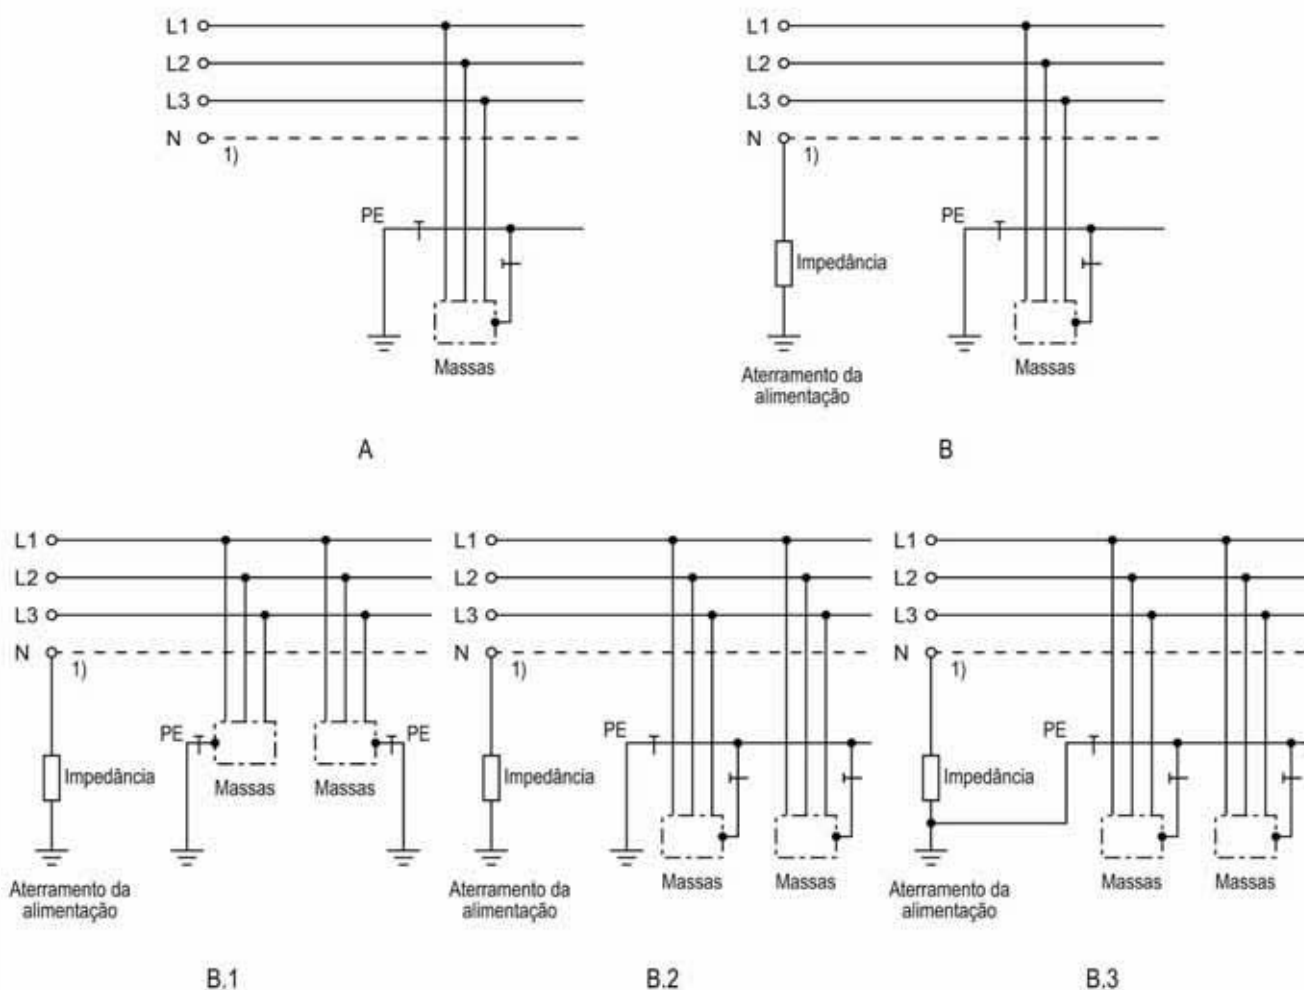 L1
L2
L3
N
1)
PE
Massas
A
L1
L2
L3
N
1)
PE
Impedância
Massas
Aterramento da
alimentação
B
L1
L2
L3
N
1)
PE
PE
Impedância
Massas
Massas
Aterramento da
alimentação
B.1
L1
L2
L3
N
1)
PE
Impedância
Massas
Massas
Aterramento da
alimentação
B.2
L1
L2
L3
N
1)
PE
Impedância
Massas
Massas
Aterramento da
alimentação
B.3